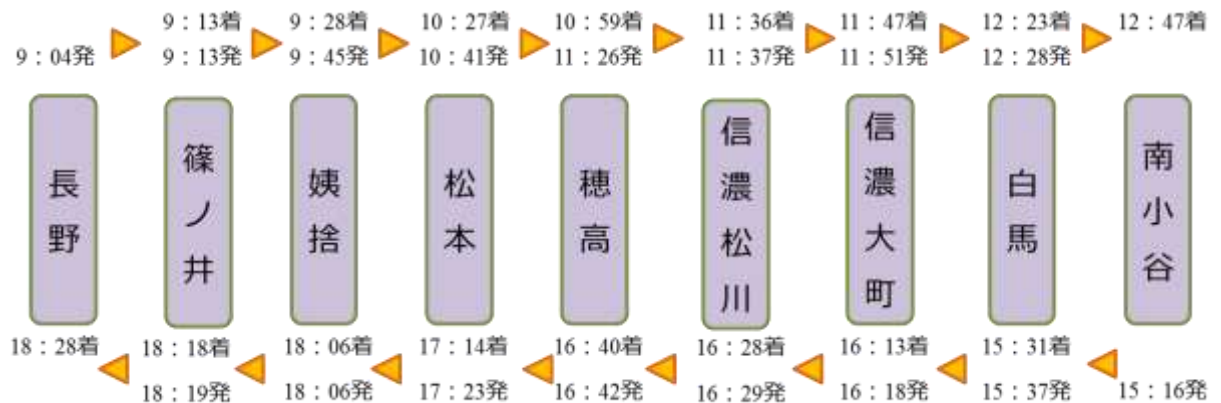 9：13着 9：28着 10：27着 10：59着 11：36着 11：47着 12：23着 12：47着
9：04発 9：13発 9：45発 10：41発 11：26発 11：37発 11：51発 12：28発
長野
篠ノ井
姨捨
松本
穂高
信濃松川
信濃大町
白馬
南小谷
18：28着 18：18着 18：06着 17：14着 16：40着 16：28着 16：13着 15：31着
18：19発 18：06発 17：23発 16：42発 16：29発 16：18発 15：37発 15：16発